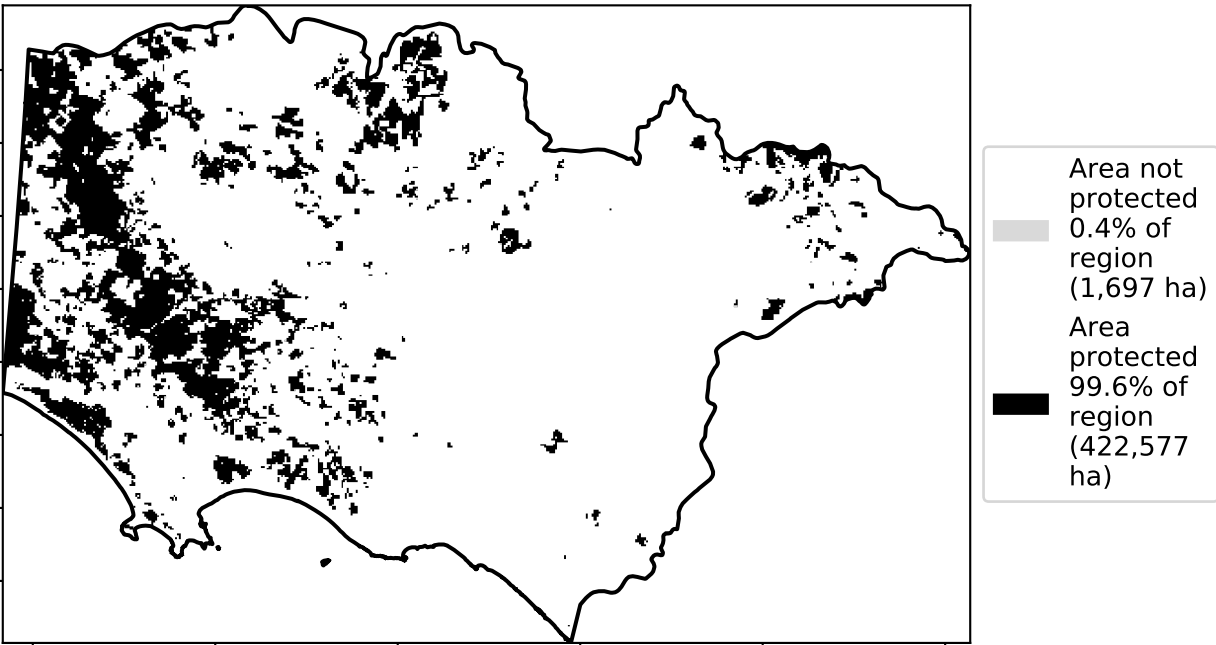 Area not
protected
0.4% of
region
(1,697 ha)
Area
protected
99.6% of
region
(422,577
ha)